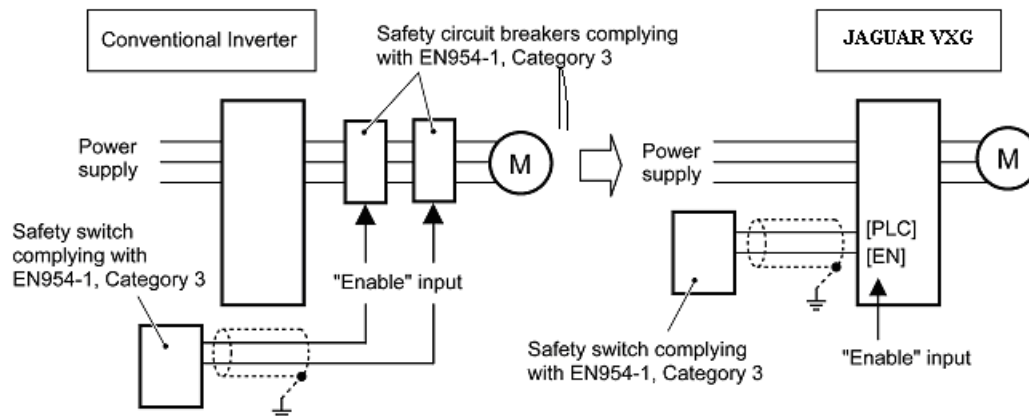 Conventional Inverter
Safety circuit breakers complying
with EN954-1, Category 3
JAGUAR VXG
Power
supply
M
Safety switch
complying with
EN954-1, Category 3
"Enable" input
Power
supply
M
[PLC]
[EN]
Safety switch complying
with EN954-1, Category 3
"Enable" input